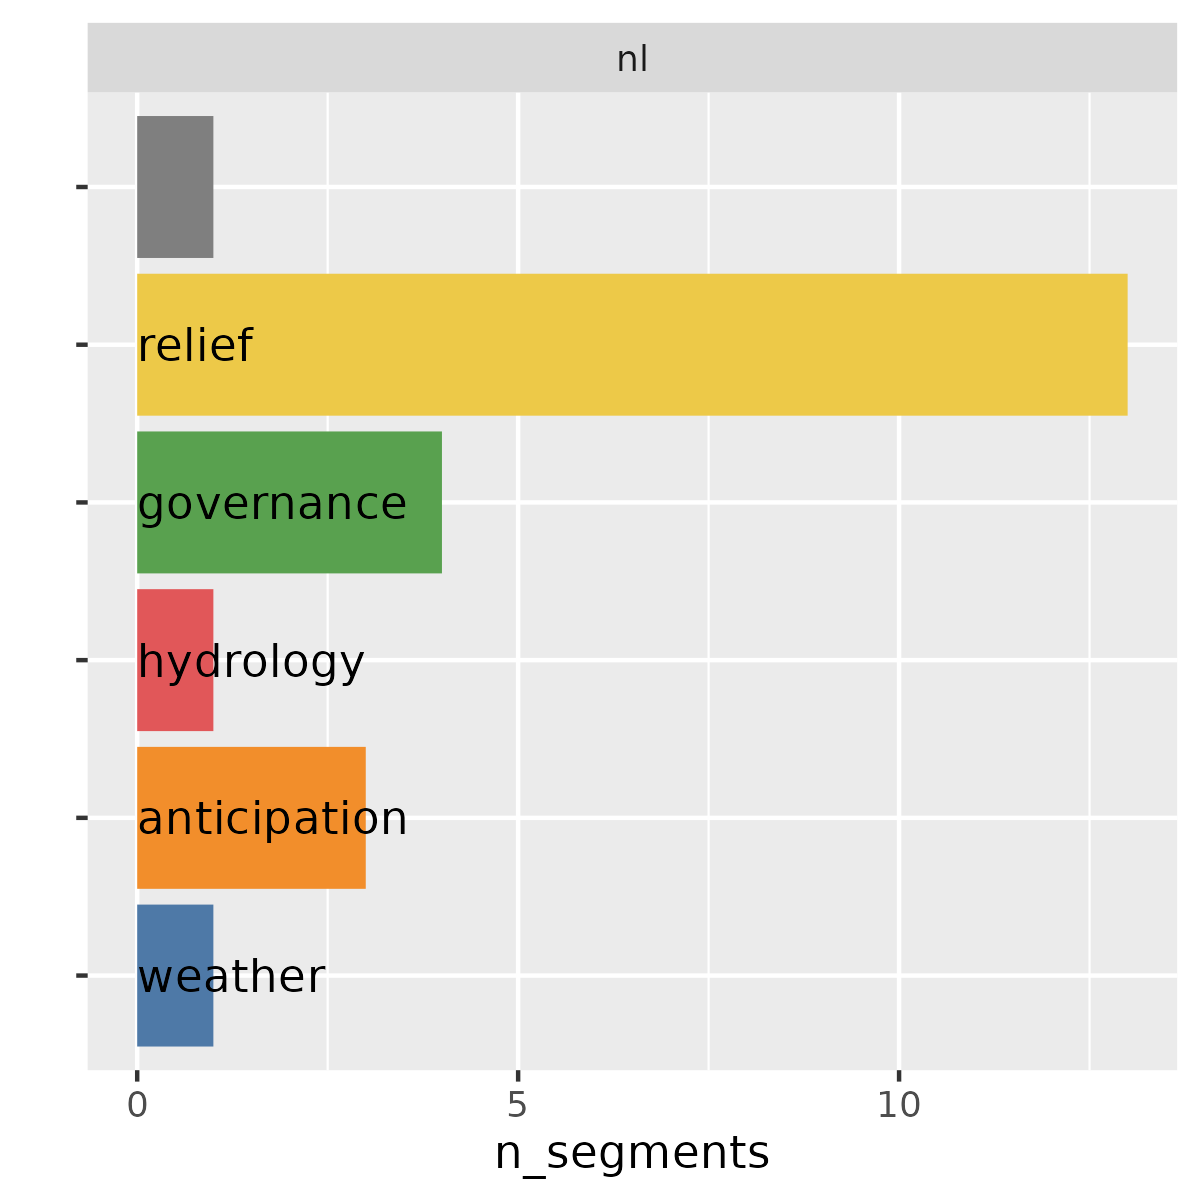 nl
relief
governance
hydrology
anticipation
weather
0 5 10
n_segments